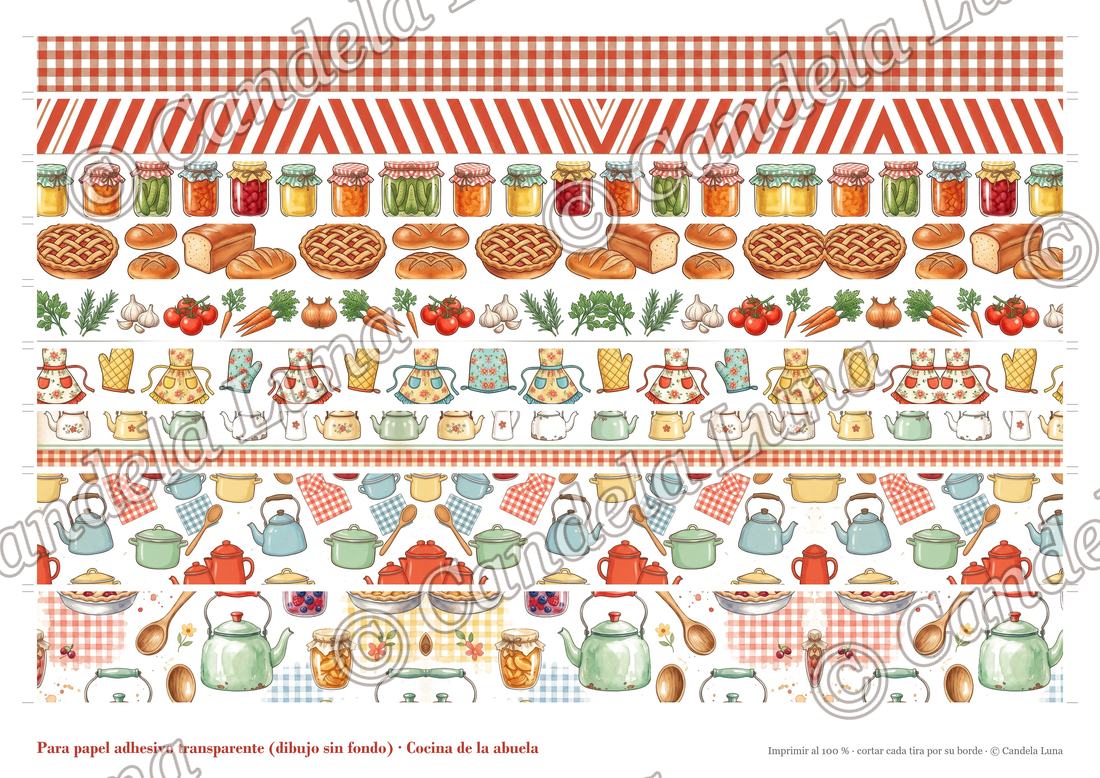 © Candela Luna
© Candela Luna
© Candela Luna
© Candela Luna
Para papel adhesivo transparente (dibujo sin fondo) · Cocina de la abuela
Imprimir al 100 % · cortar cada tira por su borde · © Candela Luna